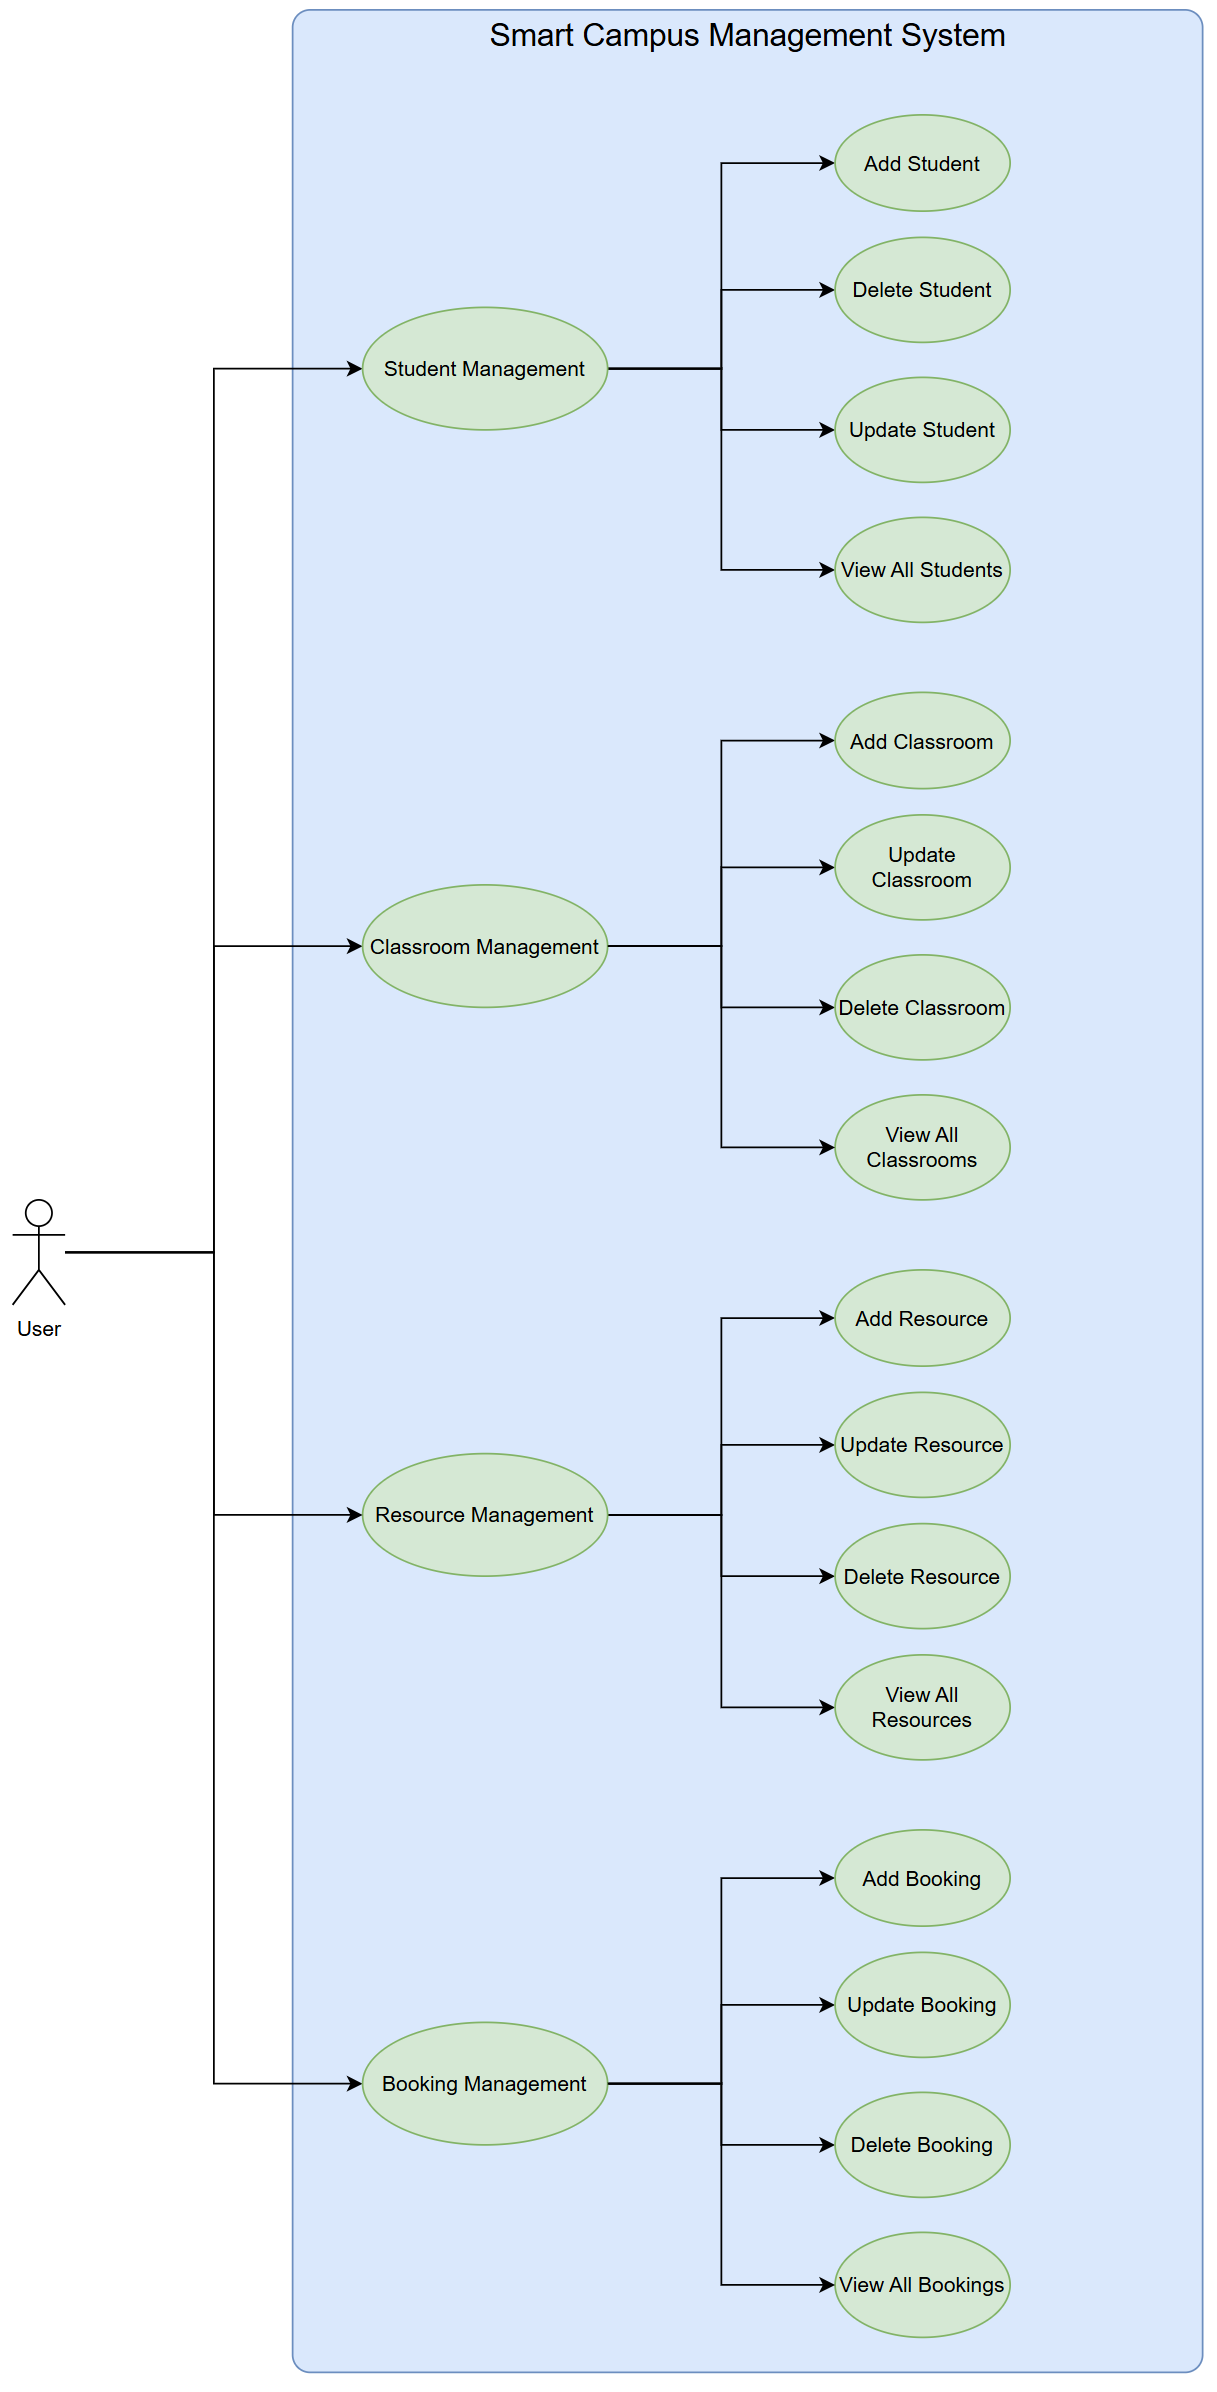 Smart Campus Management System
Add Student
Delete Student
Student Management
Update Student
View All Students
Add Classroom
Update
Classroom
Classroom Management
Delete Classroom
View All
Classrooms
User
Add Resource
Update Resource
Resource Management
Delete Resource
View All
Resources
Add Booking
Update Booking
Booking Management
Delete Booking
View All Bookings